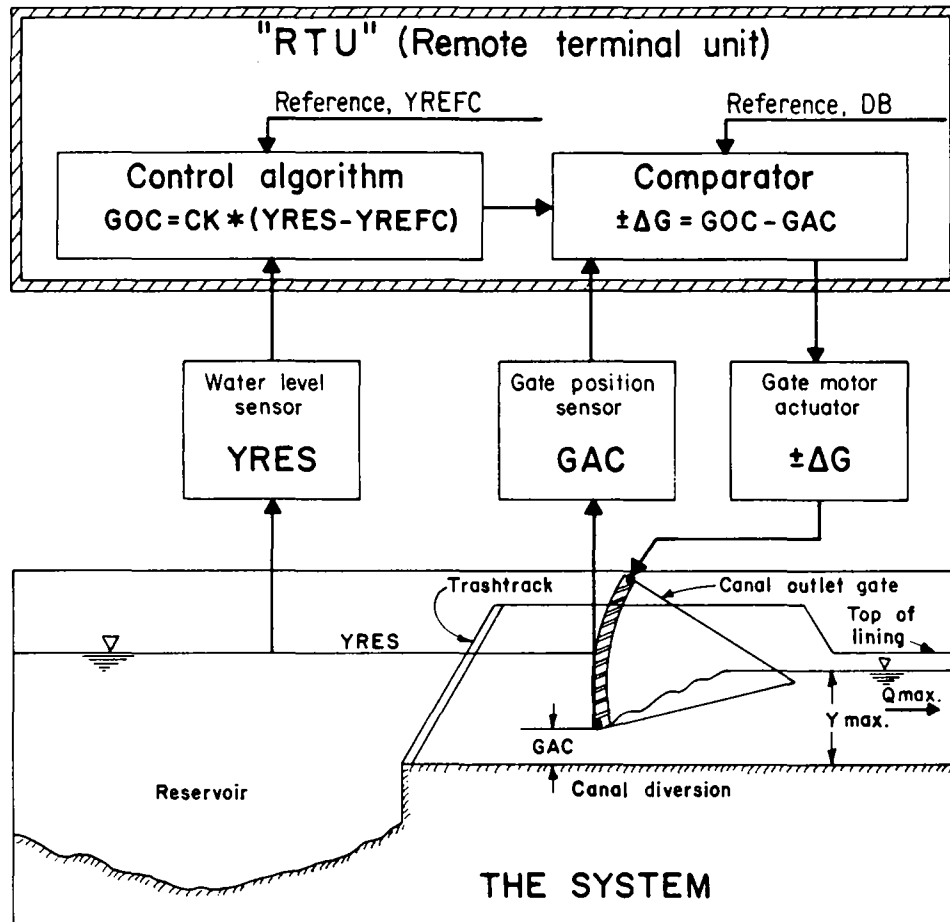 "RTU" (Remote terminal unit)
Reference, YREFC
Reference, DB
Control algorithm
GOC=CK*(YRES-YREFC)
Comparator
±ΔG = GOC-GAC
Water level
sensor
YRES
Gate position
sensor
GAC
Gate motor
actuator
±ΔG
Trashtrack
Canal outlet gate
Top of
lining
YRES
Qmax.
Y max.
GAC
Reservoir
Canal diversion
THE SYSTEM